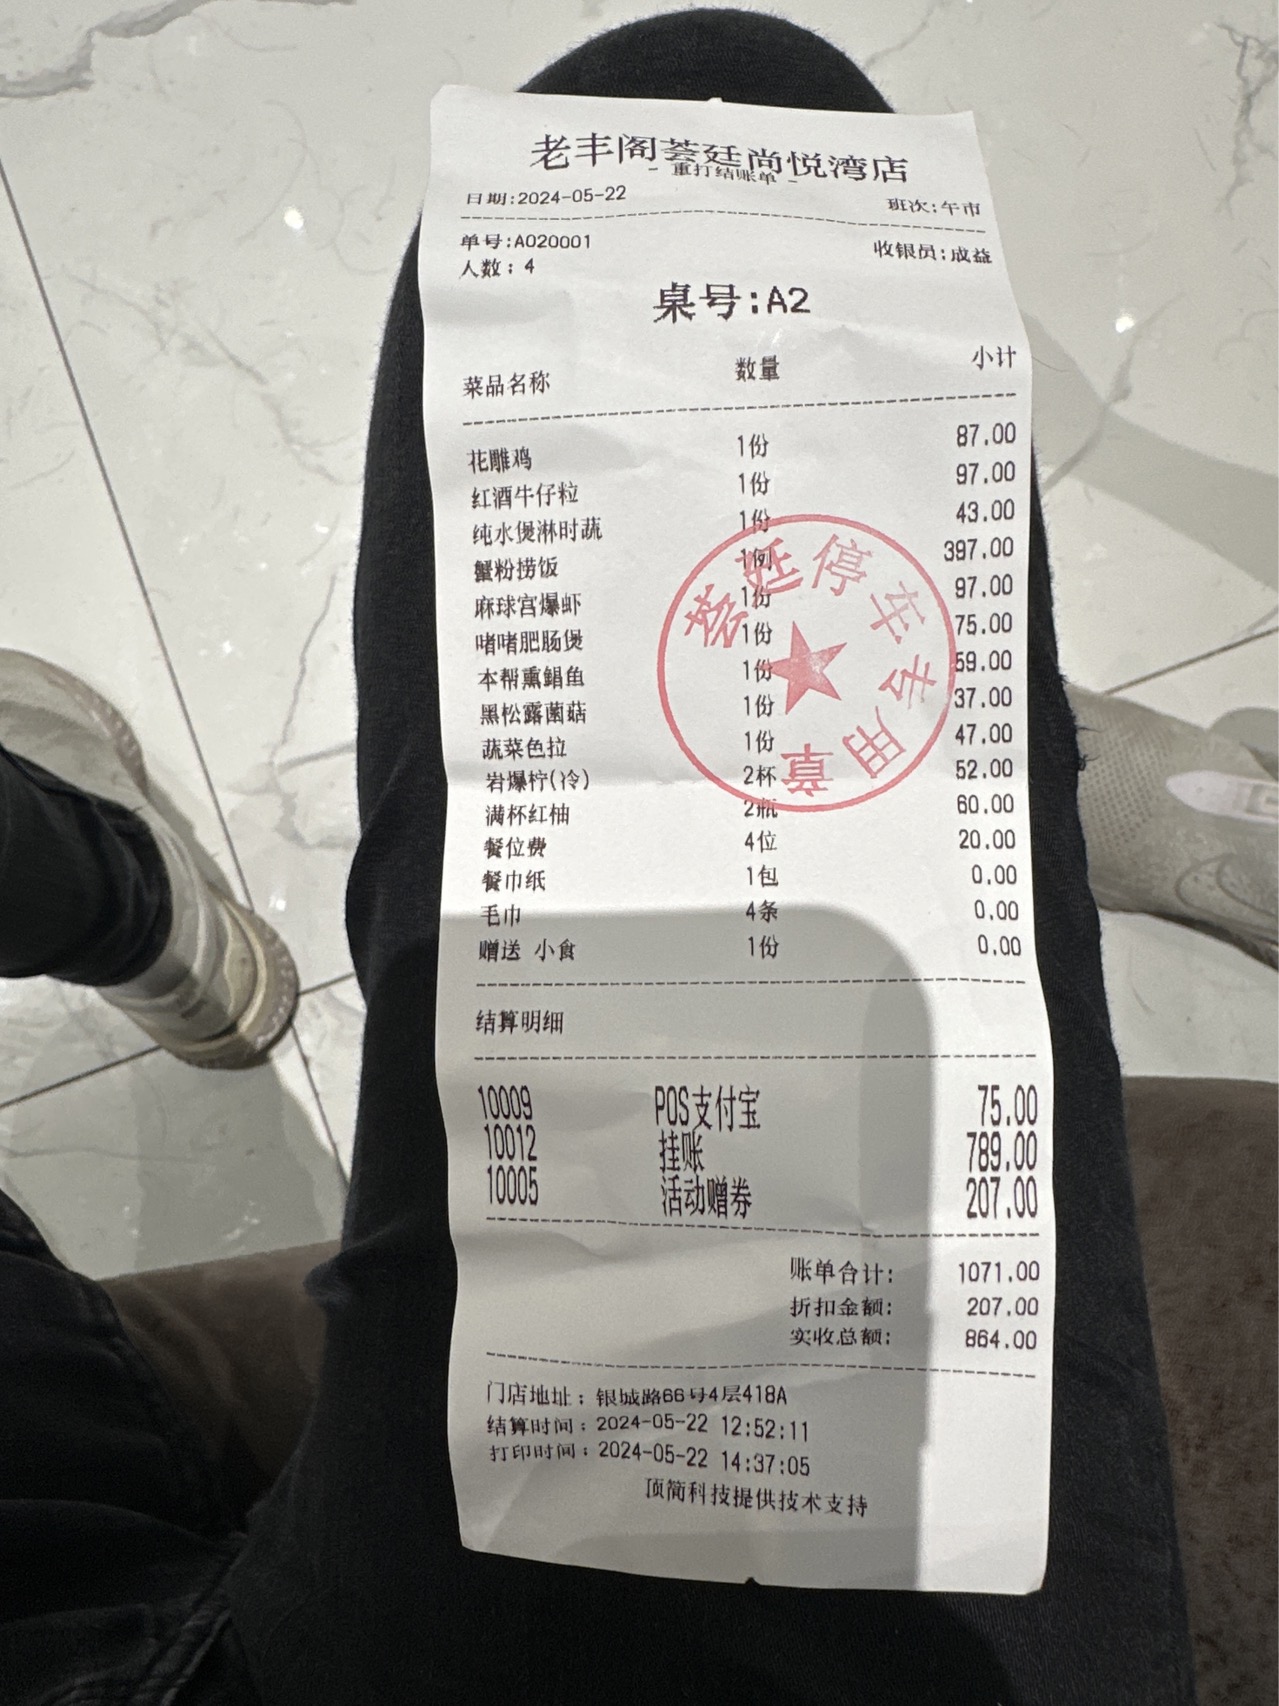 老丰阁荟廷尚悦湾店
- 重打结账单 -
日期:2024-05-22 班次:午市
单号:A020001 收银员:成益
人数: 4
桌号:A2
菜品名称 数量 小计
花雕鸡 1份 87.00
红酒牛仔粒 1份 97.00
纯水煲淋时蔬 1份 43.00
蟹粉捞饭 1例 397.00
麻球宫爆虾 1份 97.00
啫啫肥肠煲 1份 75.00
本帮熏鲳鱼 1份 59.00
黑松露菌菇 1份 37.00
蔬菜色拉 1份 47.00
岩爆柠(冷) 2杯 52.00
满杯红柚 2瓶 60.00
餐位费 4位 20.00
餐巾纸 1包 0.00
毛巾 4条 0.00
赠送 小食 1份 0.00
荟廷停车专用章
结算明细
10009 POS支付宝 75.00
10012 挂账 789.00
10005 活动赠券 207.00
账单合计: 1071.00
折扣金额: 207.00
实收总额: 864.00
门店地址: 银城路66号4层418A
结算时间: 2024-05-22 12:52:11
打印时间: 2024-05-22 14:37:05
顶简科技提供技术支持